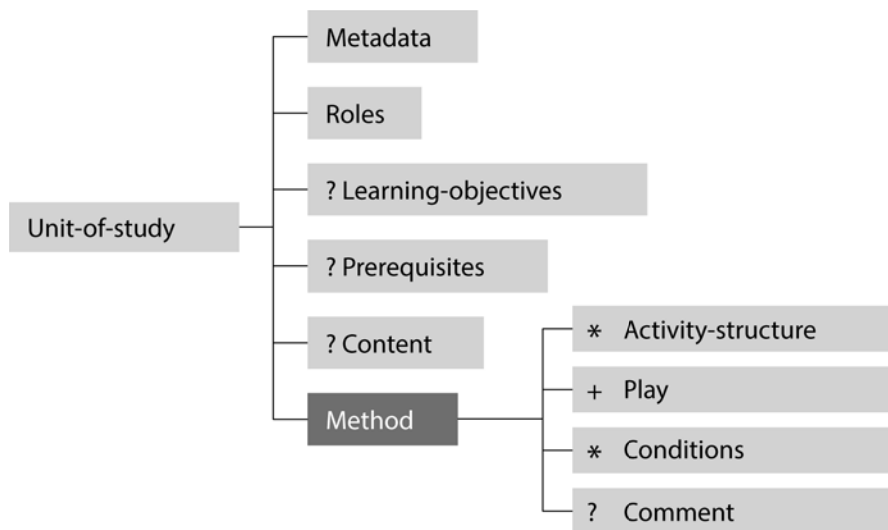 Metadata
Roles
? Learning-objectives
Unit-of-study
? Prerequisites
? Content
Method
* Activity-structure
+ Play
* Conditions
? Comment